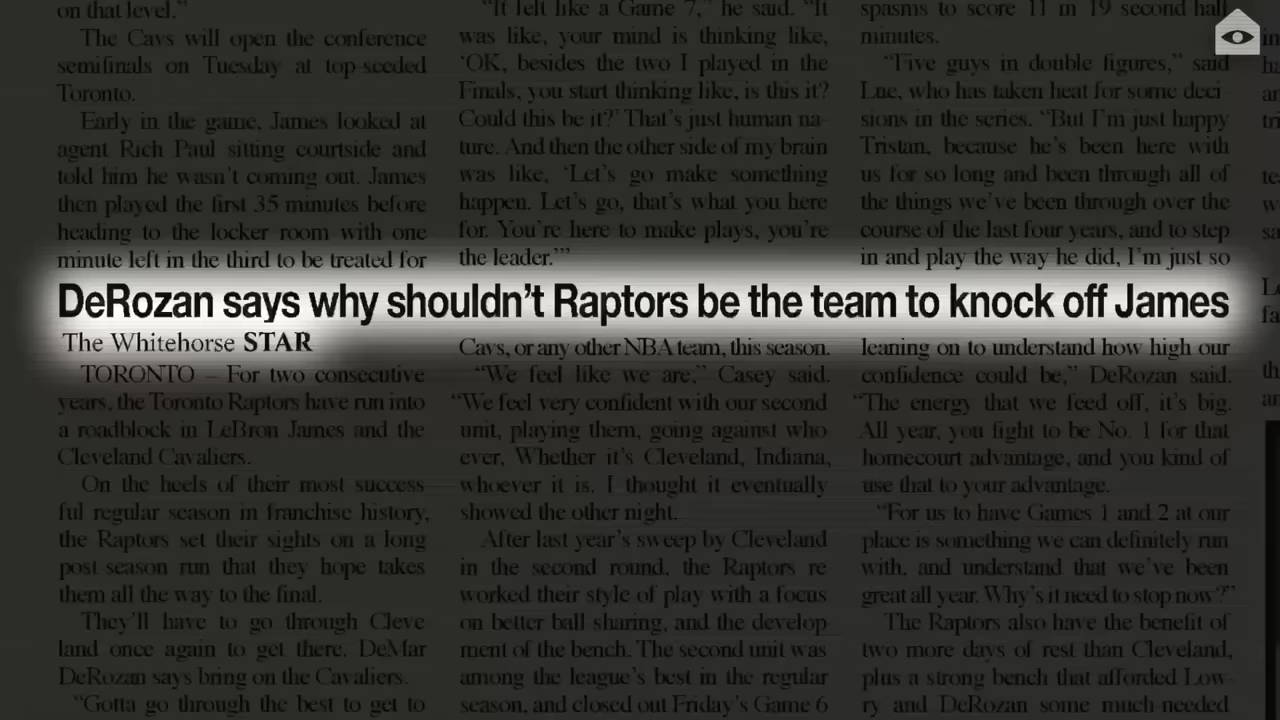 on that level.”
The Cavs will open the conference
semifinals on Tuesday at top-seeded
Toronto.
Early in the game, James looked at
agent Rich Paul sitting courtside and
told him he wasn’t coming out. James
then played the first 35 minutes before
heading to the locker room with one
minute left in the third to be treated for
“It felt like a Game 7,” he said. “It
was like, your mind is thinking like,
‘OK, besides the two I played in the
Finals, you start thinking like, is this it?
Could this be it?’ That’s just human na-
ture. And then the other side of my brain
was like, ‘Let’s go make something
happen. Let’s go, that’s what you here
for. You’re here to make plays, you’re
the leader.’”
spasms to score 11 in 19 second half
minutes.
“Five guys in double figures,” said
Lue, who has taken heat for some deci-
sions in the series. “But I’m just happy
Tristan, because he’s been here with
us for so long and been through all of
the things we’ve been through over the
course of the last four years, and to step
in and play the way he did, I’m just so
DeRozan says why shouldn’t Raptors be the team to knock off James
The Whitehorse STAR
TORONTO – For two consecutive
years, the Toronto Raptors have run into
a roadblock in LeBron James and the
Cleveland Cavaliers.
On the heels of their most success
ful regular season in franchise history,
the Raptors set their sights on a long
post season run that they hope takes
them all the way to the final.
They’ll have to go through Cleve
land once again to get there. DeMar
DeRozan says bring on the Cavaliers.
“Gotta go through the best to get to
Cavs, or any other NBA team, this season.
“We feel like we are,” Casey said.
“We feel very confident with our second
unit, playing them, going against who
ever, Whether it’s Cleveland, Indiana,
whoever it is. I thought it eventually
showed the other night.
After last year’s sweep by Cleveland
in the second round, the Raptors re
worked their style of play with a focus
on better ball sharing, and the develop
ment of the bench. The second unit was
among the league’s best in the regular
season, and closed out Friday’s Game 6
leaning on to understand how high our
confidence could be,” DeRozan said.
“The energy that we feed off, it’s big.
All year, you fight to be No. 1 for that
homecourt advantage, and you kind of
use that to your advantage.
“For us to have Games 1 and 2 at our
place is something we can definitely run
with, and understand that we’ve been
great all year. Why’s it need to stop now?”
The Raptors also have the benefit of
two more days of rest than Cleveland,
plus a strong bench that afforded Low-
ry and DeRozan some much-needed